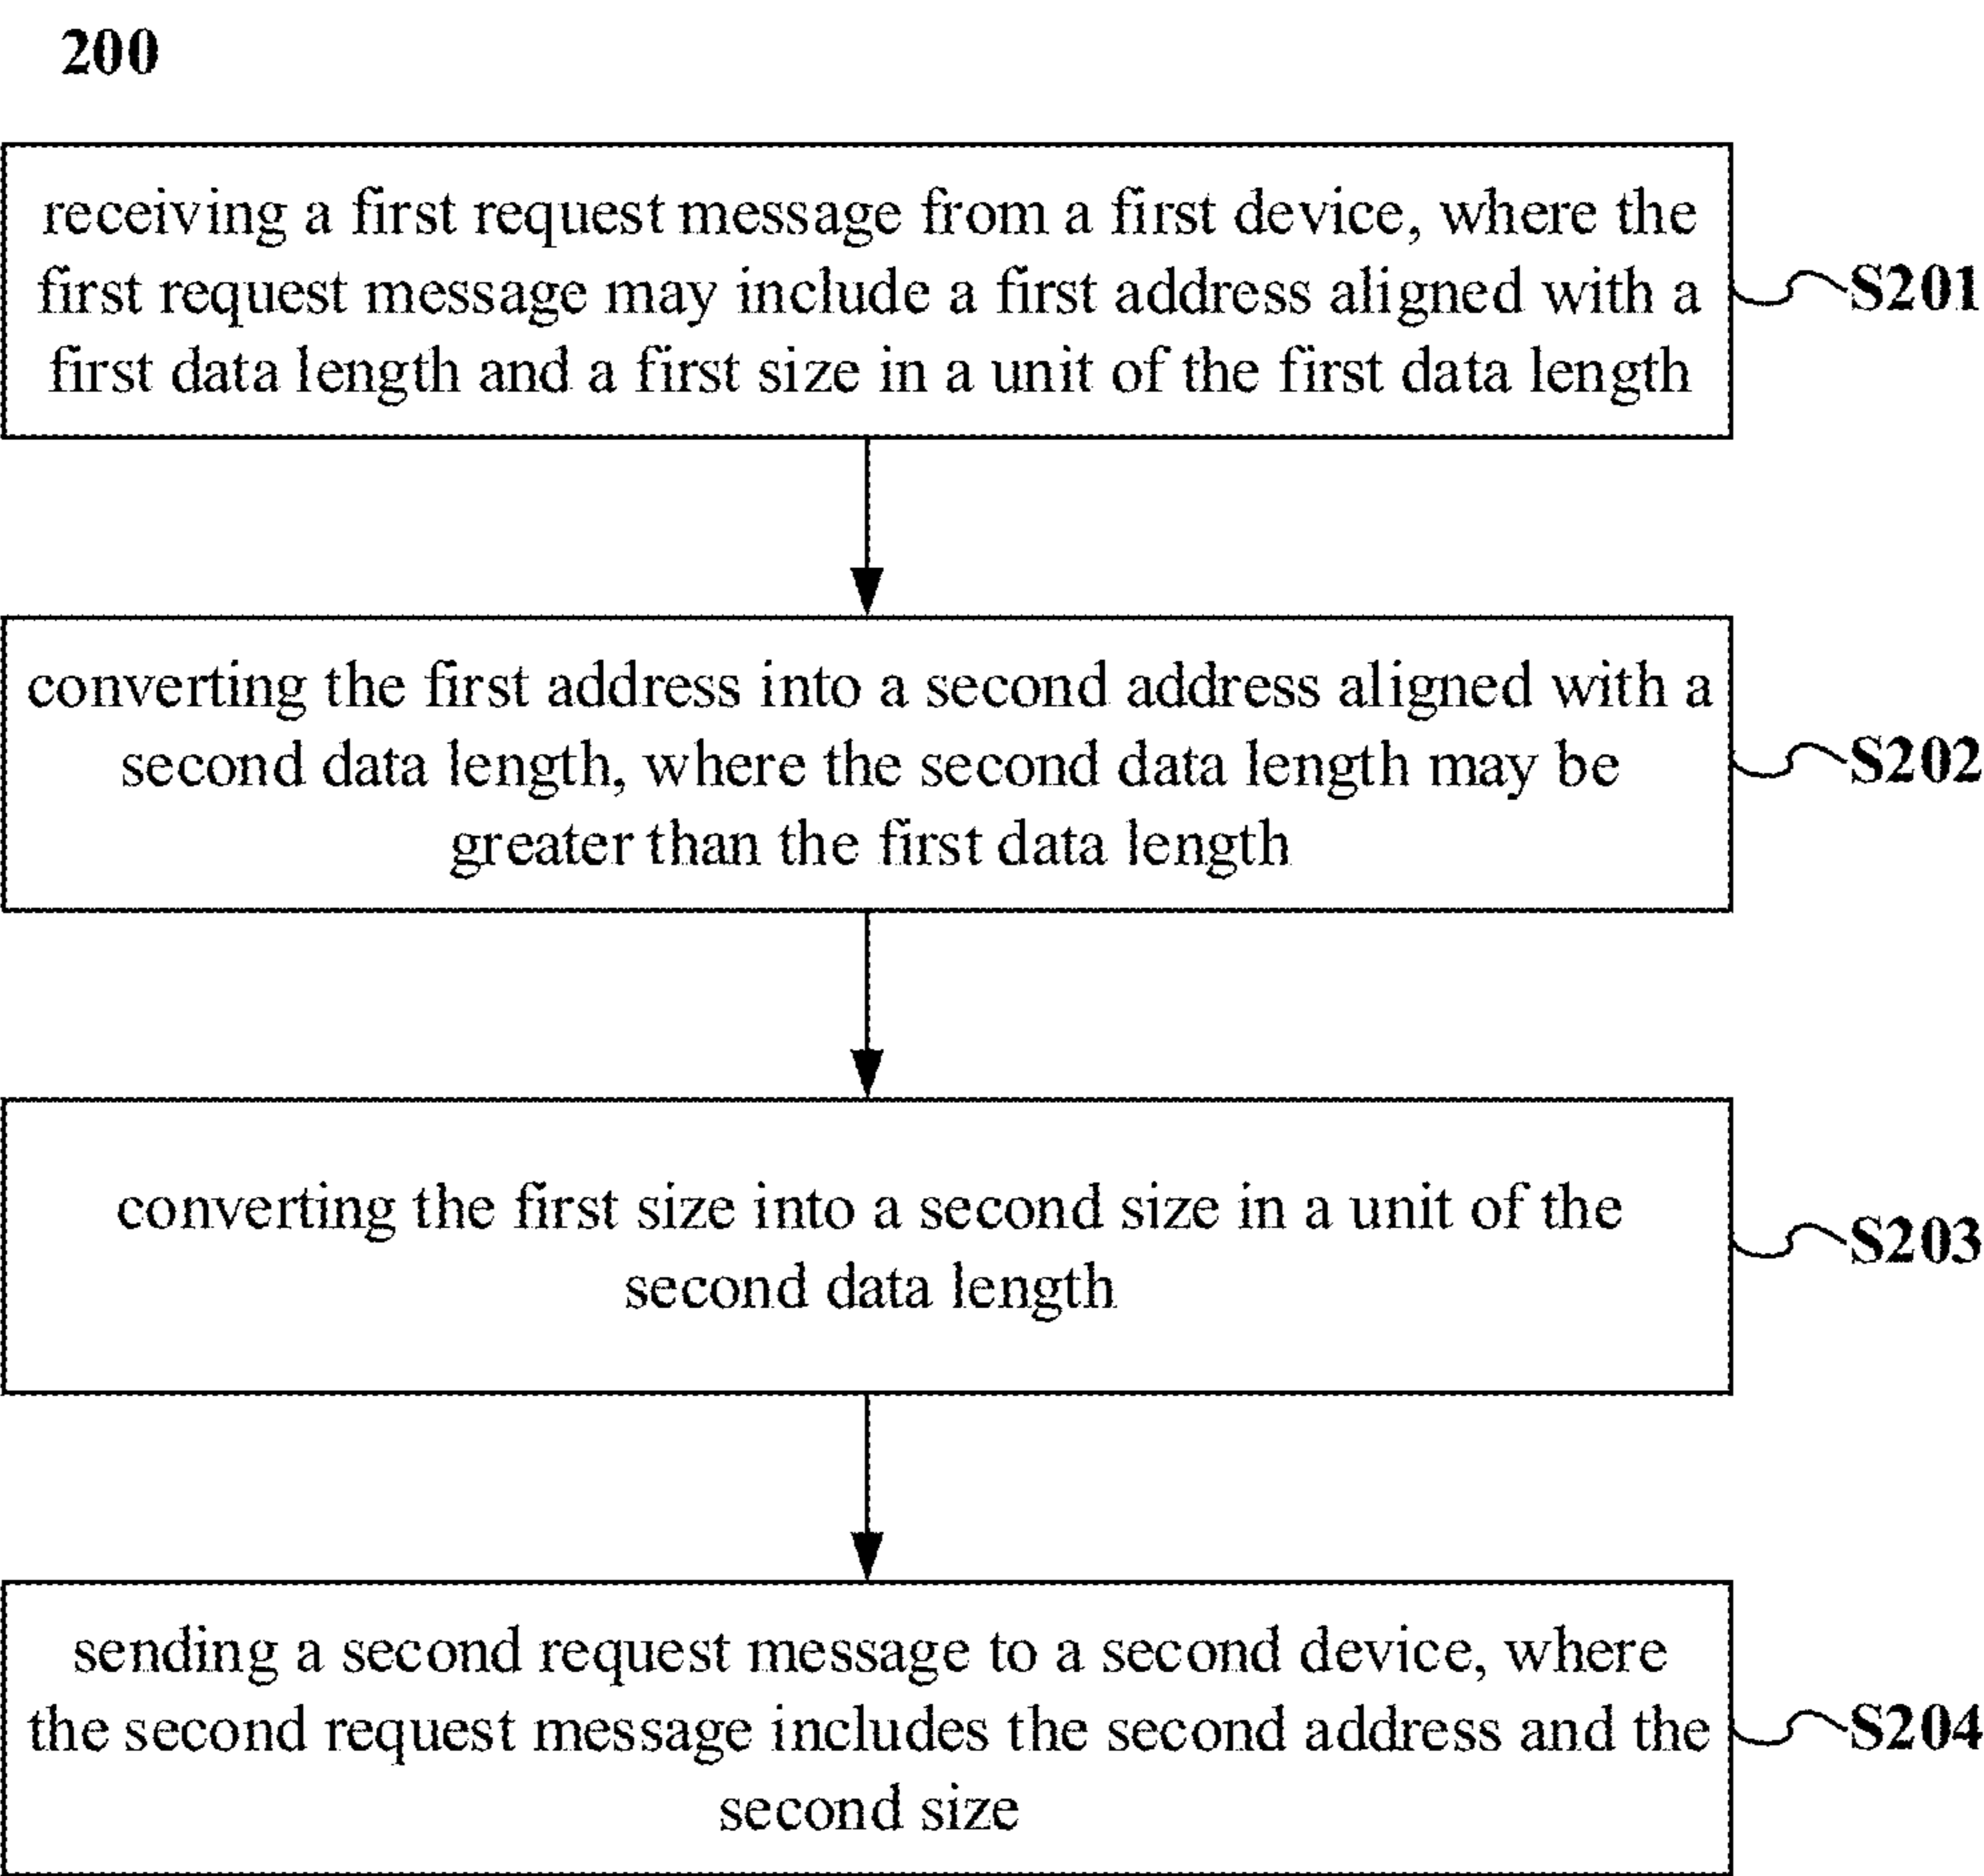 200
receiving a first request message from a first device, where the
first request message may include a first address aligned with a
first data length and a first size in a unit of the first data length
S201
converting the first address into a second address aligned with a
second data length, where the second data length may be
greater than the first data length
S202
converting the first size into a second size in a unit of the
second data length
S203
sending a second request message to a second device, where
the second request message includes the second address and the
second size
S204